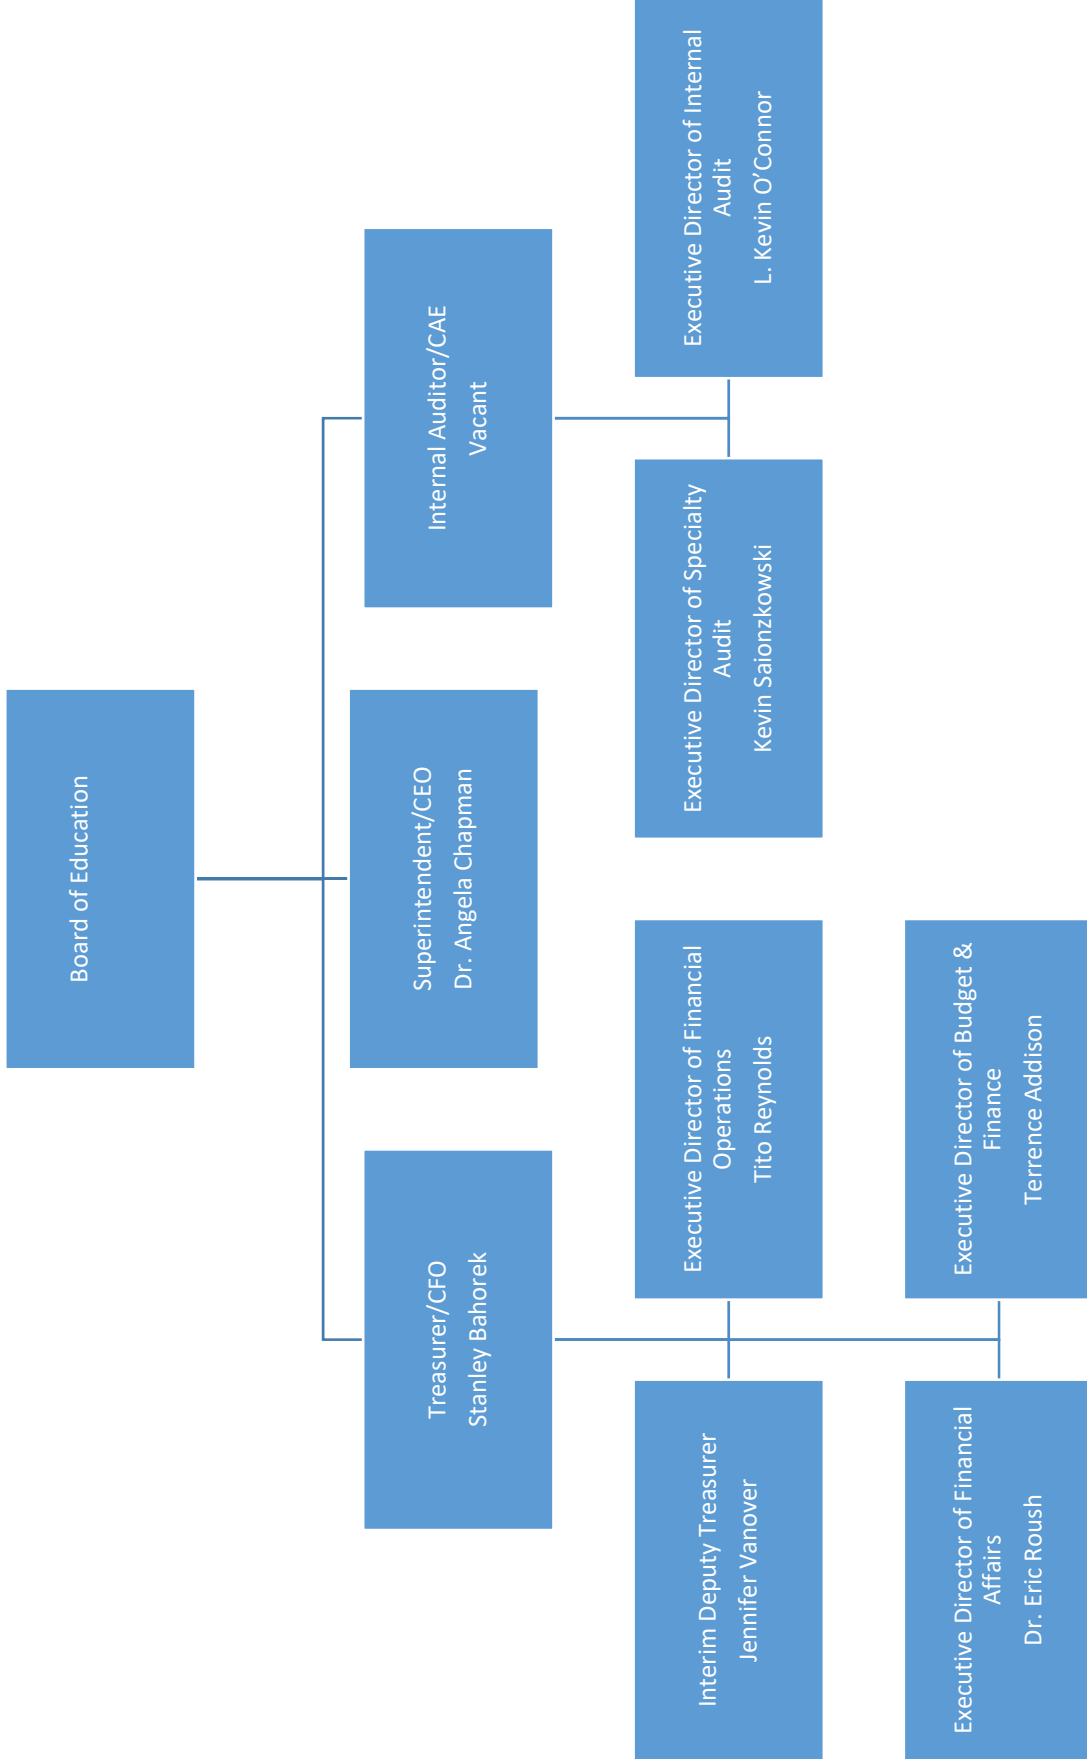 Board of Education
Treasurer/CFO
Stanley Bahorek
Superintendent/CEO
Dr. Angela Chapman
Internal Auditor/CAE
Vacant
Interim Deputy Treasurer
Jennifer Vanover
Executive Director of Financial
Operations
Tito Reynolds
Executive Director of Specialty
Audit
Kevin Saionzkowski
Executive Director of Internal
Audit
L. Kevin O’Connor
Executive Director of Financial
Affairs
Dr. Eric Roush
Executive Director of Budget &
Finance
Terrence Addison